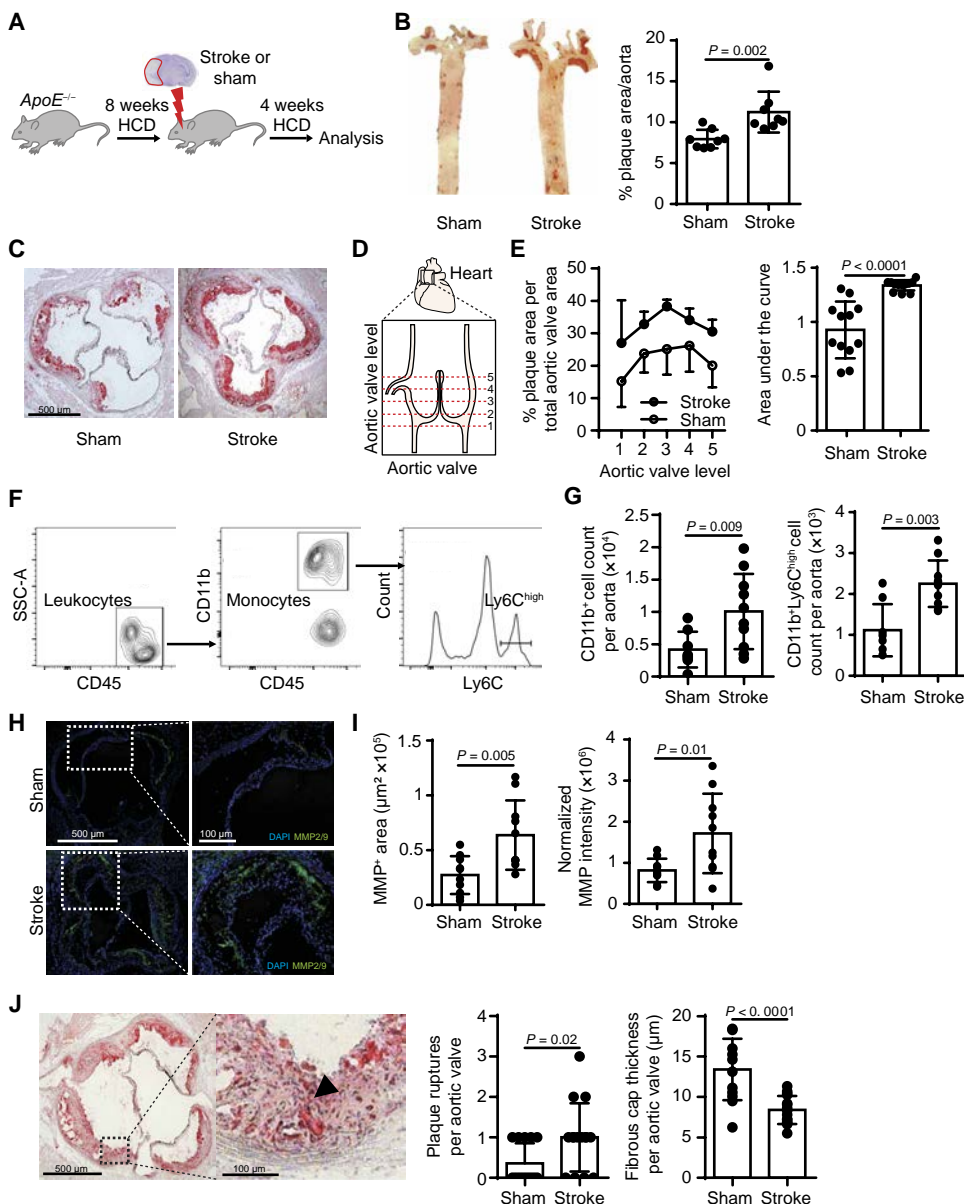 A
Stroke or
sham
ApoE⁻/⁻
8 weeks
HCD
4 weeks
HCD
Analysis
B
Sham
Stroke
% plaque area/aorta
20
15
10
5
0
P = 0.002
Sham
Stroke
C
500 µm
Sham
Stroke
D
Heart
Aortic valve level
5
4
3
2
1
Aortic valve
E
% plaque area per
total aortic valve area
50
40
30
20
10
0
Stroke
Sham
1 2 3 4 5
Aortic valve level
Area under the curve
1.5
1
0
P < 0.0001
Sham
Stroke
F
SSC-A
Leukocytes
CD45
CD11b
Monocytes
CD45
Count
Ly6Cʰⁱᵍʰ
Ly6C
G
CD11b⁺ cell count
per aorta (×10⁴)
2.5
2
1.5
1
0.5
0
P = 0.009
Sham Stroke
CD11b⁺Ly6Cʰⁱᵍʰ cell
count per aorta (×10³)
4
3
2
1
0
P = 0.003
Sham Stroke
H
Sham
500 µm
DAPI MMP2/9
100 µm
DAPI MMP2/9
Stroke
DAPI MMP2/9
DAPI MMP2/9
I
MMP⁺ area (µm² ×10⁵)
1.5
1
0.5
0
P = 0.005
Sham Stroke
Normalized
MMP intensity (×10⁶)
4
3
2
1
0
P = 0.01
Sham Stroke
J
500 µm
100 µm
Plaque ruptures
per aortic valve
4
3
2
1
0
P = 0.02
Sham Stroke
Fibrous cap thickness
per aortic valve (µm)
20
15
10
5
0
P < 0. 0001
Sham Stroke